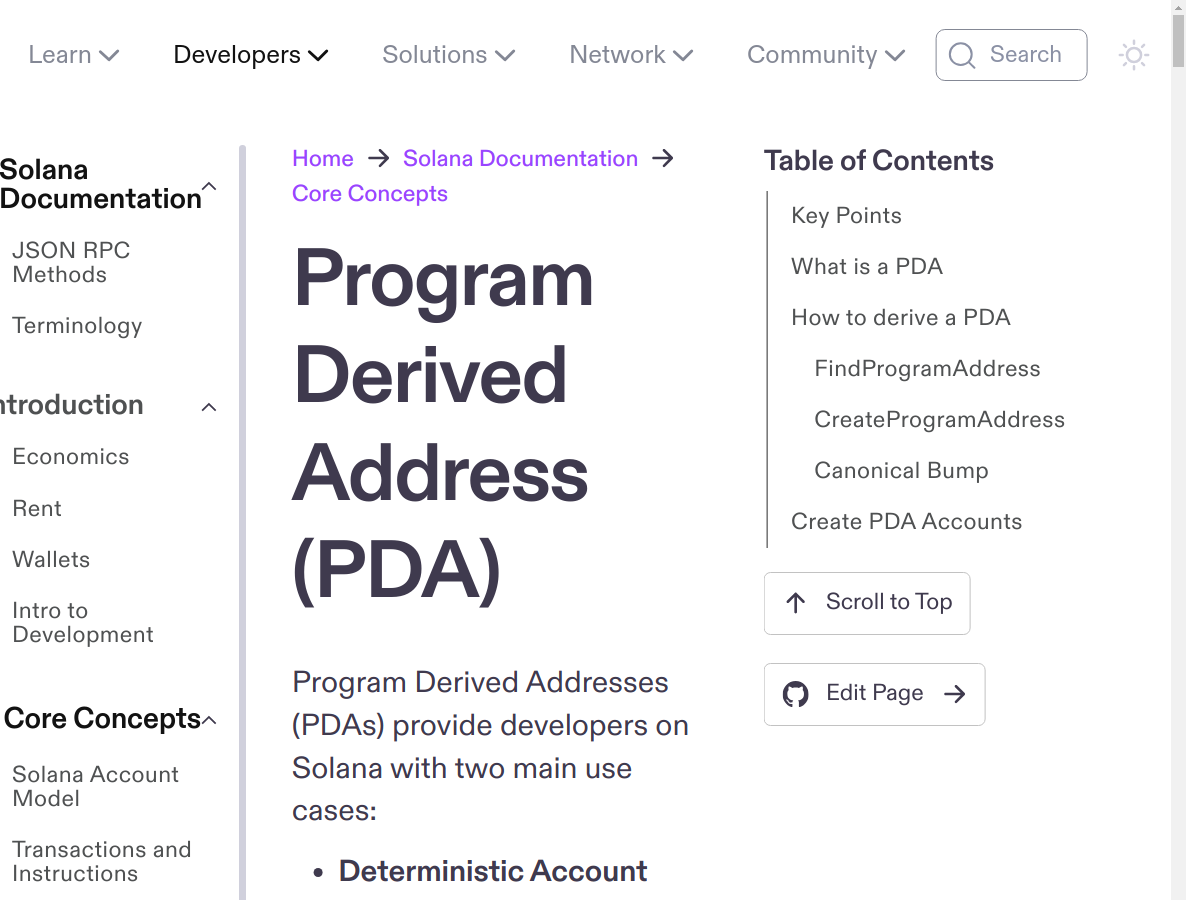 Learn
Developers
Solutions
Network
Community
Search
Solana
Documentation
JSON RPC
Methods
Terminology
ntroduction
Economics
Rent
Wallets
Intro to
Development
Core Concepts
Solana Account
Model
Transactions and
Instructions
Home → Solana Documentation →
Core Concepts
Program
Derived
Address
(PDA)
Program Derived Addresses
(PDAs) provide developers on
Solana with two main use
cases:
• Deterministic Account
Table of Contents
Key Points
What is a PDA
How to derive a PDA
FindProgramAddress
CreateProgramAddress
Canonical Bump
Create PDA Accounts
Scroll to Top
Edit Page